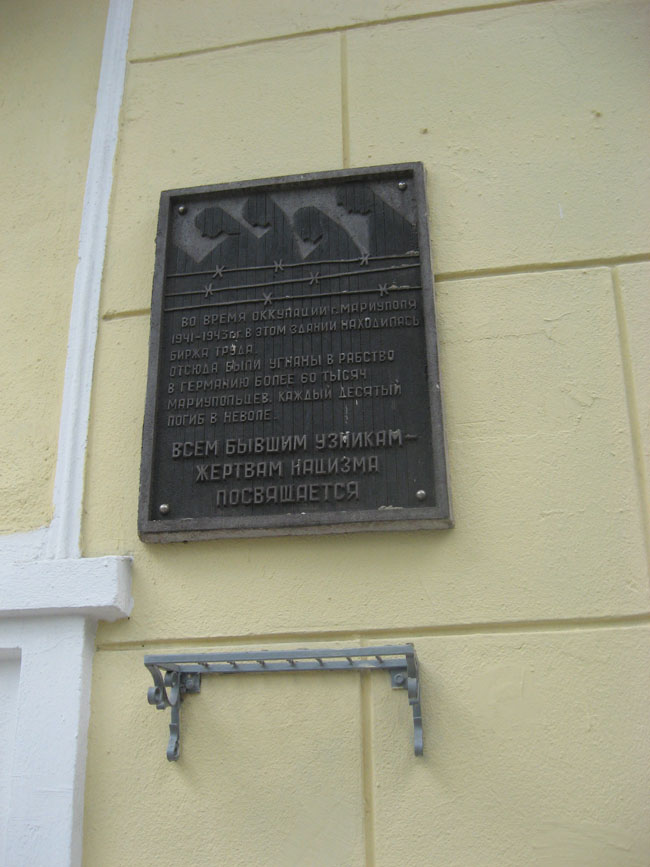 ВО ВРЕМЯ ОККУПАЦИИ г. МАРИУПОЛЯ
1941-1943гг. В ЭТОМ ЗДАНИИ НАХОДИЛАСЬ
БИРЖА ТРУДА.
ОТСЮДА БЫЛИ УГНАНЫ В РАБСТВО
В ГЕРМАНИЮ БОЛЕЕ 60 ТЫСЯЧ
МАРИУПОЛЬЦЕВ. КАЖДЫЙ ДЕСЯТЫЙ
ПОГИБ В НЕВОЛЕ.
ВСЕМ БЫВШИМ УЗНИКАМ-
ЖЕРТВАМ НАЦИЗМА
ПОСВЯЩАЕТСЯ